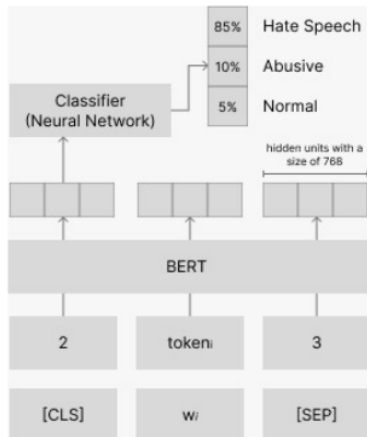 85% Hate Speech
10% Abusive
5% Normal
Classifier
(Neural Network)
hidden units with a
size of 768
BERT
2 tokeni 3
[CLS] wi [SEP]